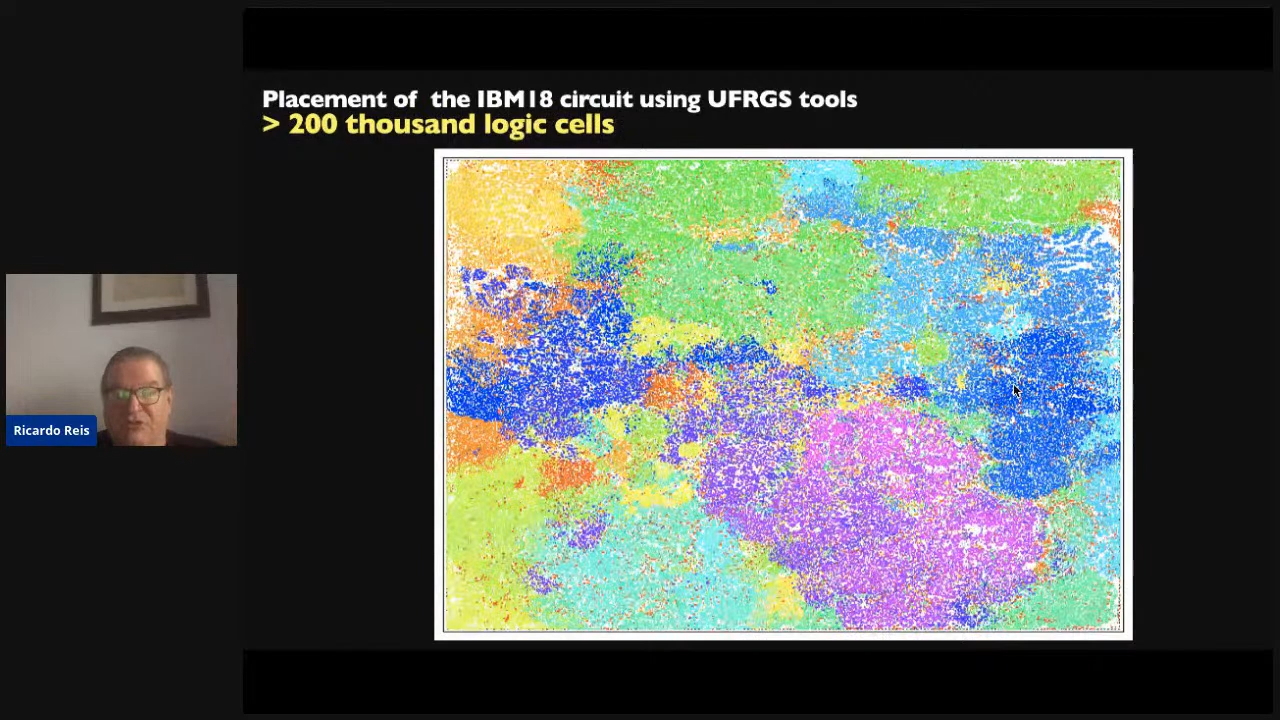 Placement of the IBM18 circuit using UFRGS tools
> 200 thousand logic cells
Ricardo Reis